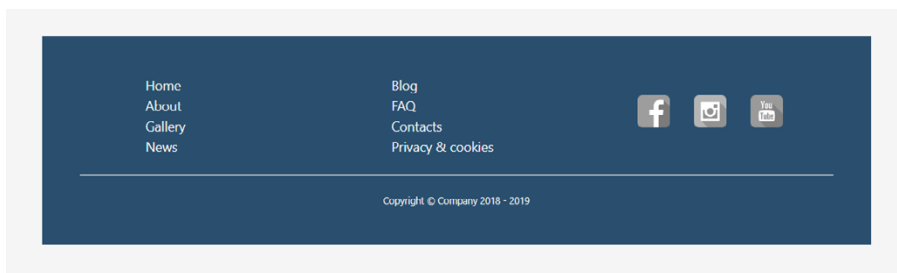 Home
About
Gallery
News
Blog
FAQ
Contacts
Privacy & cookies
You
Tube
Copyright © Company 2018 - 2019